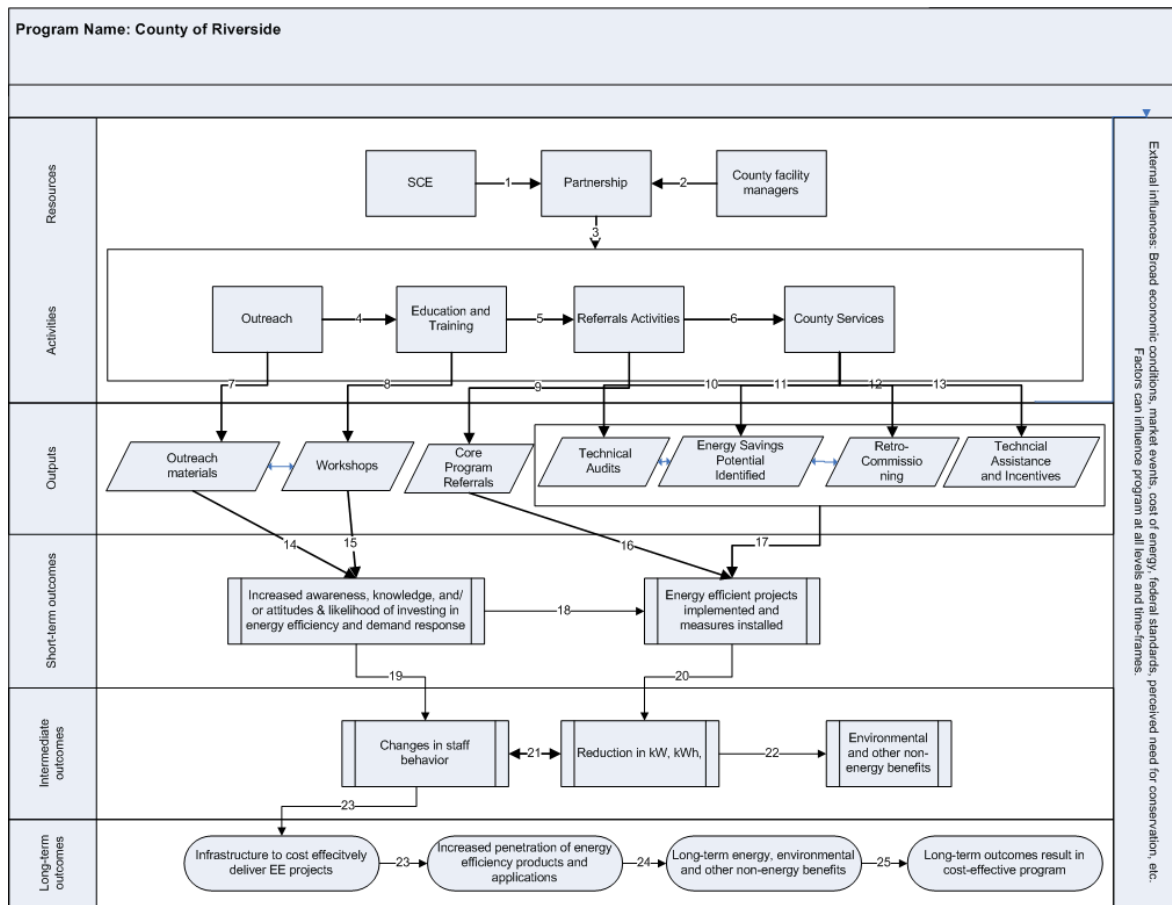 Program Name: County of Riverside
Resources
SCE
1
Partnership
2
County facility
managers
3
Activities
Outreach
4
Education and
Training
5
Referrals Activities
6
County Services
7
8
9
10
11
12
13
Outputs
Outreach
materials
Workshops
Core
Program
Referrals
Technical
Audits
Energy Savings
Potential
Identified
Retro-
Commissio
ning
Techncial
Assistance
and Incentives
14
15
16
17
Short-term outcomes
Increased awareness, knowledge, and/
or attitudes & likelihood of investing in
energy efficiency and demand response
18
Energy efficient projects
implemented and
measures installed
19
20
Intermediate
outcomes
Changes in staff
behavior
21
Reduction in kW, kWh,
22
Environmental
and other non-
energy benefits
23
Long-term
outcomes
Infrastructure to cost effecitvely
deliver EE projects
23
Increased penetration of energy
efficiency products and
applications
24
Long-term energy, environmental
and other non-energy benefits
25
Long-term outcomes result in
cost-effective program
External influences: Broad economic conditions, market events, cost of energy, federal standards, perceived need for conservation, etc.
Factors can influence program at all levels and time-frames.